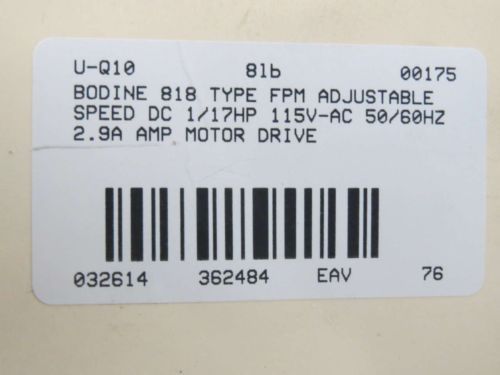 U-Q10 8lb 00175
BODINE 818 TYPE FPM ADJUSTABLE
SPEED DC 1/17HP 115V-AC 50/60HZ
2.9A AMP MOTOR DRIVE
032614 362484 EAV 76